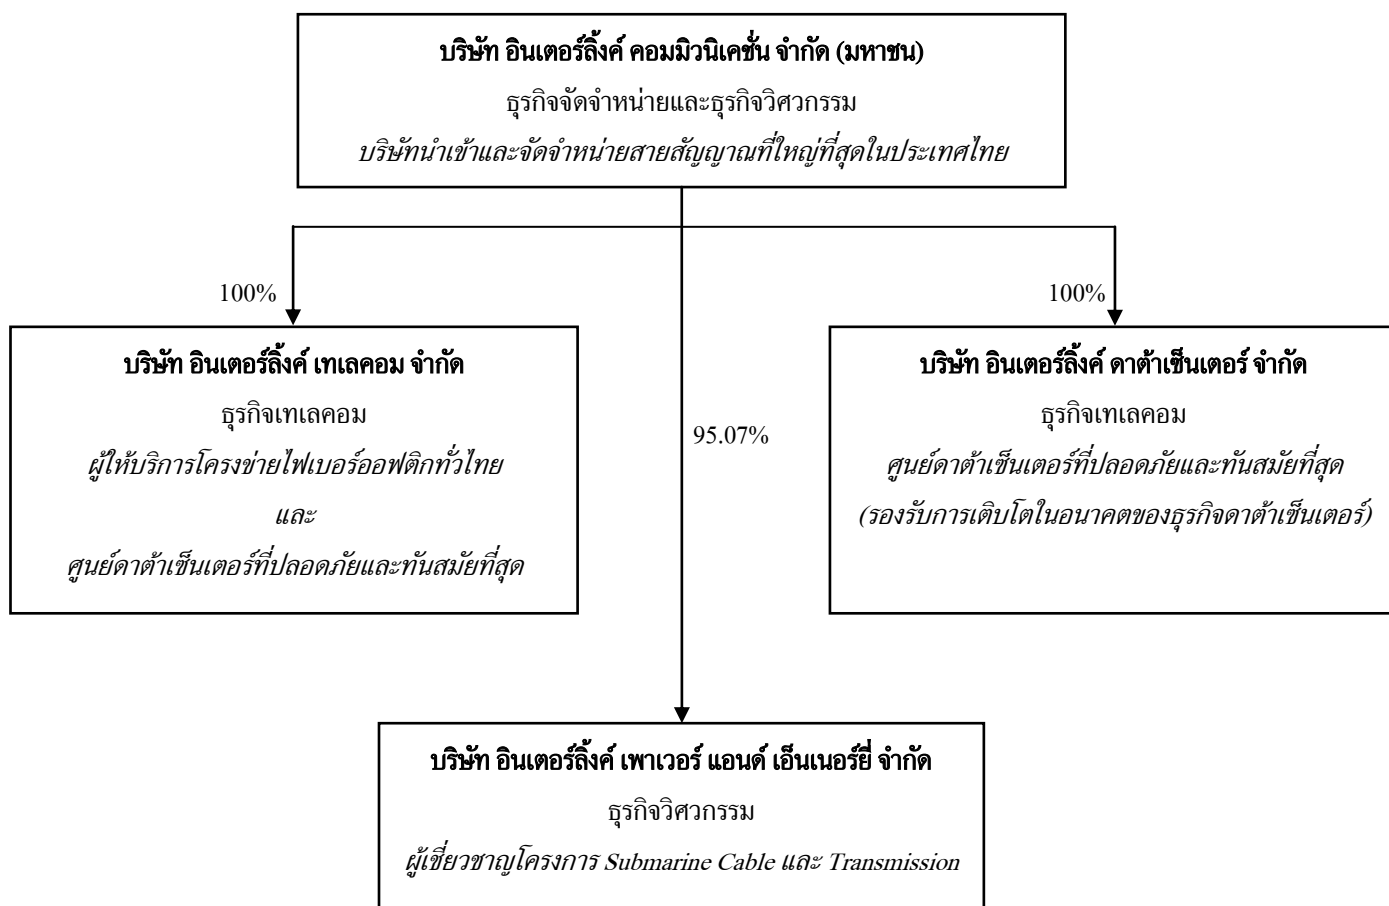 บริษัท อินเตอร์ลิ้งค์ คอมมิวนิเคชั่น จำกัด (มหาชน)
ธุรกิจจัดจำหน่ายและธุรกิจวิศวกรรม
บริษัทนำเข้าและจัดจำหน่ายสายสัญญาณที่ใหญ่ที่สุดในประเทศไทย
100%
100%
บริษัท อินเตอร์ลิ้งค์ เทเลคอม จำกัด
ธุรกิจเทเลคอม
ผู้ให้บริการโครงข่ายไฟเบอร์ออฟติกทั่วไทย
และ
ศูนย์ดาต้าเซ็นเตอร์ที่ปลอดภัยและทันสมัยที่สุด
95.07%
บริษัท อินเตอร์ลิ้งค์ ดาต้าเซ็นเตอร์ จำกัด
ธุรกิจเทเลคอม
ศูนย์ดาต้าเซ็นเตอร์ที่ปลอดภัยและทันสมัยที่สุด
(รองรับการเติบโตในอนาคตของธุรกิจดาต้าเซ็นเตอร์)
บริษัท อินเตอร์ลิ้งค์ เพาเวอร์ แอนด์ เอ็นเนอร์ยี่ จำกัด
ธุรกิจวิศวกรรม
ผู้เชี่ยวชาญโครงการ Submarine Cable และ Transmission